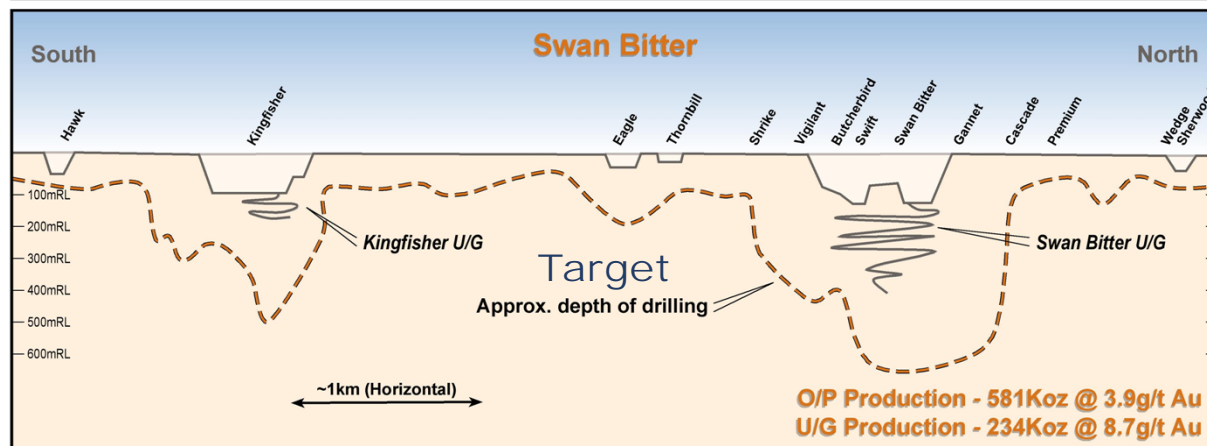 Swan Bitter
South
North
Hawk
Kingfisher
Eagle
Thornbill
Shrike
Vigilant
Butcherbird
Swift
Swan Bitter
Gannet
Cascade
Premium
Wedge
Sherwoo
100mRL
200mRL
300mRL
400mRL
500mRL
600mRL
Kingfisher U/G
Swan Bitter U/G
Target
Approx. depth of drilling
~1km (Horizontal)
O/P Production - 581Koz @ 3.9g/t Au
U/G Production - 234Koz @ 8.7g/t Au